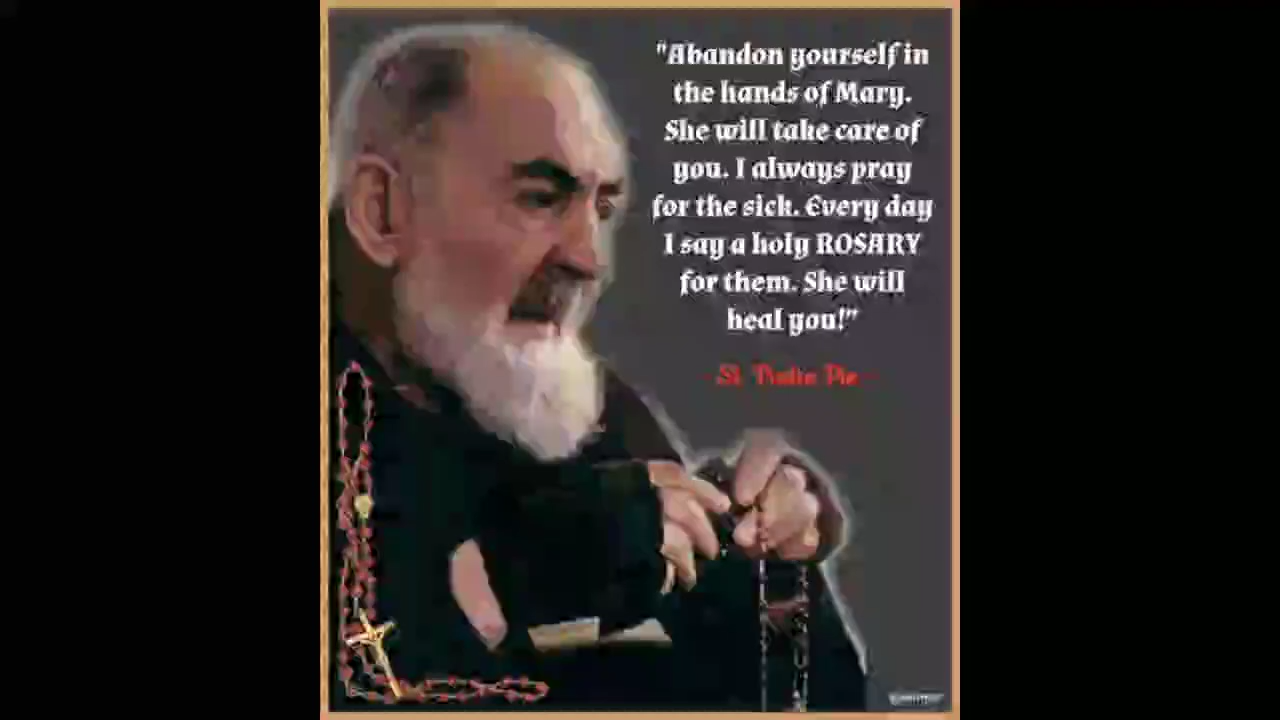 "Abandon yourself in
the hands of Mary.
She will take care of
you. I always pray
for the sick. Every day
I say a holy ROSARY
for them. She will
heal you!"
- St. Padre Pio -